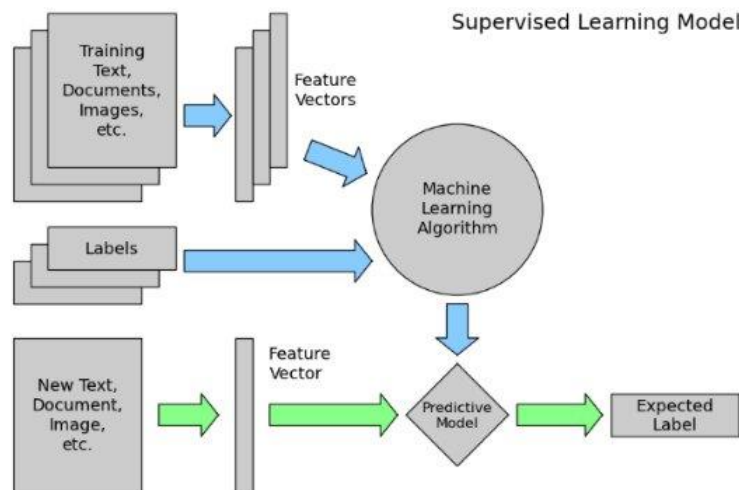 Supervised Learning Model
Training
Text,
Documents,
Images,
etc.
Feature
Vectors
Machine
Learning
Algorithm
Labels
New Text,
Document,
Image,
etc.
Feature
Vector
Predictive
Model
Expected
Label